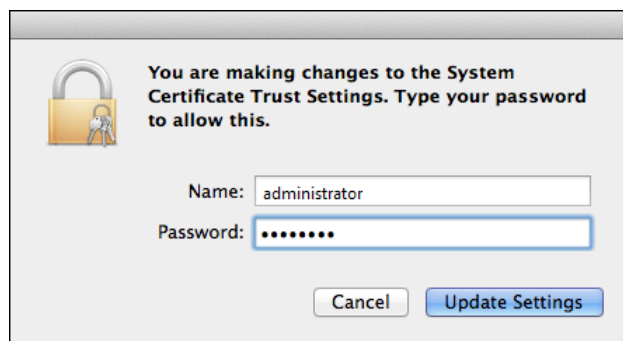 You are making changes to the System
Certificate Trust Settings. Type your password
to allow this.
Name: administrator
Password: ••••••••
Cancel Update Settings